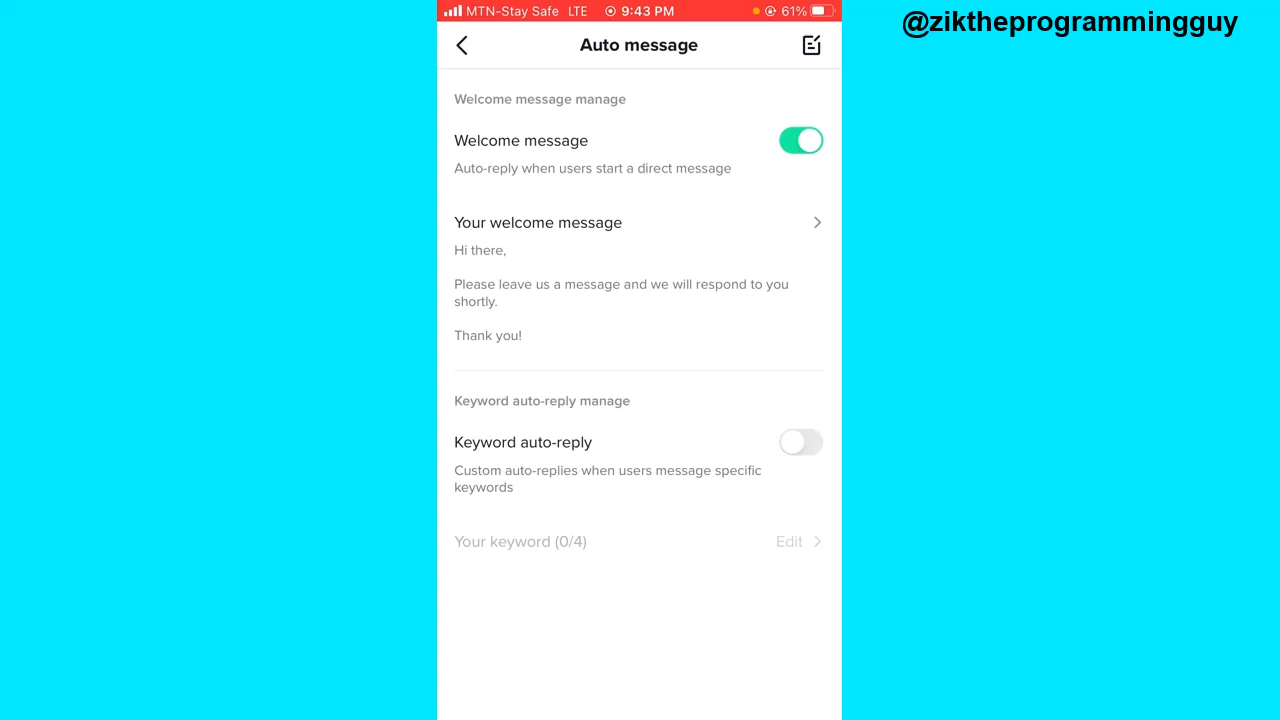 MTN-Stay Safe LTE 9:43 PM 61%
@ziktheprogrammingguy
Auto message
Welcome message manage
Welcome message
Auto-reply when users start a direct message
Your welcome message
Hi there,
Please leave us a message and we will respond to you
shortly.
Thank you!
Keyword auto-reply manage
Keyword auto-reply
Custom auto-replies when users message specific
keywords
Your keyword (0/4) Edit